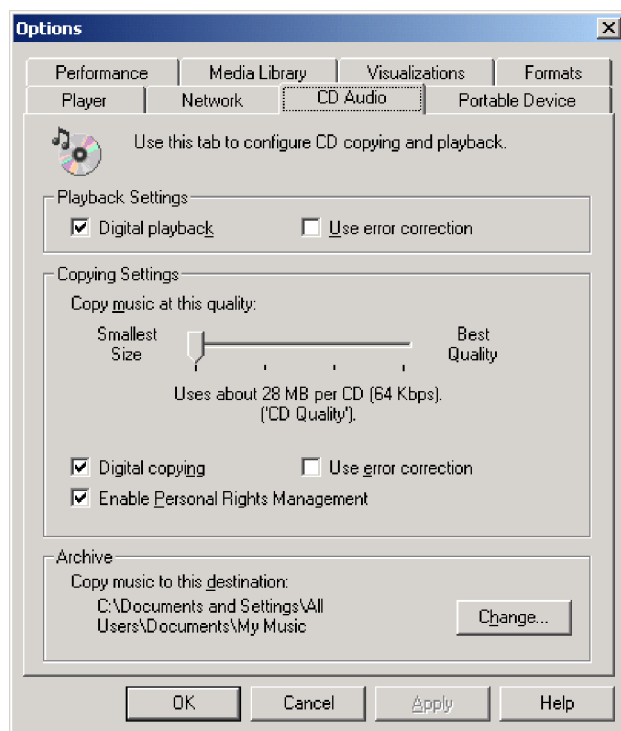 Options
Performance Media Library Visualizations Formats
Player Network CD Audio Portable Device
Use this tab to configure CD copying and playback.
Playback Settings
Digital playback Use error correction
Copying Settings
Copy music at this quality:
Smallest Size
Best Quality
Uses about 28 MB per CD (64 Kbps).
('CD Quality').
Digital copying Use error correction
Enable Personal Rights Management
Archive
Copy music to this destination:
C:\Documents and Settings\All
Users\Documents\My Music
Change...
OK Cancel Apply Help